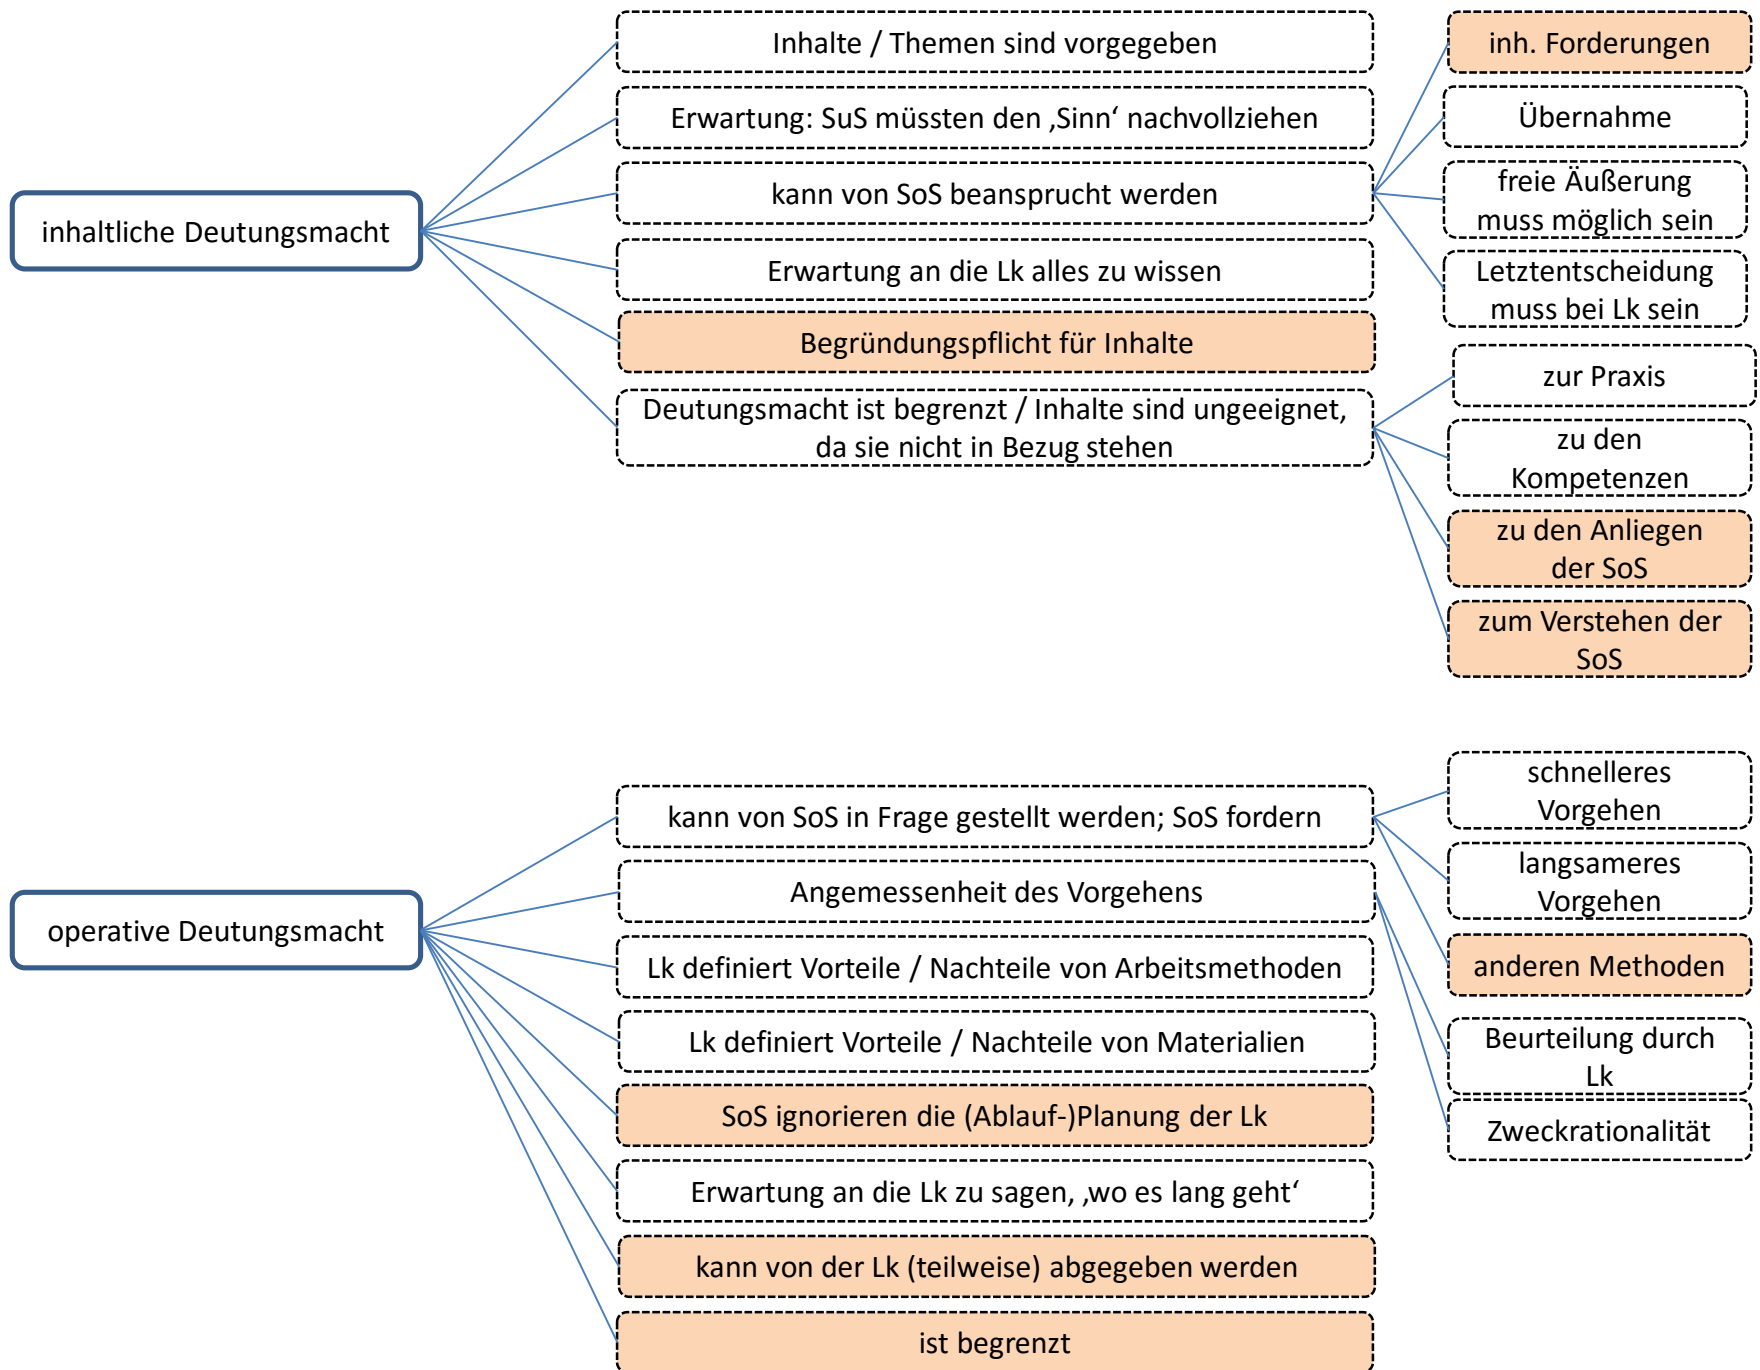 inhaltliche Deutungsmacht
Inhalte / Themen sind vorgegeben
Erwartung: SuS müssten den ‚Sinn‘ nachvollziehen
kann von SoS beansprucht werden
inh. Forderungen
Übernahme
freie Äußerung
muss möglich sein
Letztentscheidung
muss bei Lk sein
Erwartung an die Lk alles zu wissen
Begründungspflicht für Inhalte
Deutungsmacht ist begrenzt / Inhalte sind ungeeignet,
da sie nicht in Bezug stehen
zur Praxis
zu den
Kompetenzen
zu den Anliegen
der SoS
zum Verstehen der
SoS
operative Deutungsmacht
kann von SoS in Frage gestellt werden; SoS fordern
schnelleres
Vorgehen
langsameres
Vorgehen
anderen Methoden
Angemessenheit des Vorgehens
Beurteilung durch
Lk
Zweckrationalität
Lk definiert Vorteile / Nachteile von Arbeitsmethoden
Lk definiert Vorteile / Nachteile von Materialien
SoS ignorieren die (Ablauf-)Planung der Lk
Erwartung an die Lk zu sagen, ‚wo es lang geht‘
kann von der Lk (teilweise) abgegeben werden
ist begrenzt